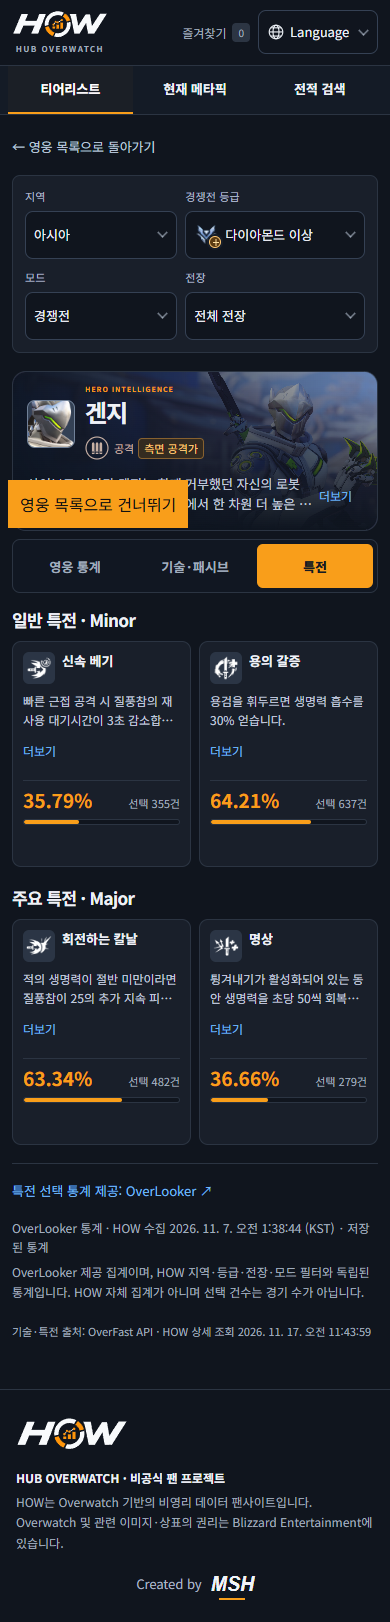 HOW
HUB OVERWATCH
즐겨찾기 0
Language
티어리스트 현재 메타픽 전적 검색
← 영웅 목록으로 돌아가기
지역 경쟁전 등급
아시아 다이아몬드 이상
모드 전장
경쟁전 전체 전장
HERO INTELLIGENCE
겐지
공격 측면 공격가
거부했던 자신의 로봇
에서 한 차원 더 높은 … 더보기
영웅 목록으로 건너뛰기
영웅 통계 기술·패시브 특전
일반 특전 · Minor
신속 베기
빠른 근접 공격 시 질풍참의 재
사용 대기시간이 3초 감소합…
더보기
35.79% 선택 355건
용의 갈증
용검을 휘두르면 생명력 흡수를
30% 얻습니다.
더보기
64.21% 선택 637건
주요 특전 · Major
회전하는 칼날
적의 생명력이 절반 미만이라면
질풍참이 25의 추가 지속 피…
더보기
63.34% 선택 482건
명상
튕겨내기가 활성화되어 있는 동
안 생명력을 초당 50씩 회복…
더보기
36.66% 선택 279건
특전 선택 통계 제공: OverLooker ↗
OverLooker 통계 · HOW 수집 2026. 11. 7. 오전 1:38:44 (KST) · 저장
된 통계
OverLooker 제공 집계이며, HOW 지역·등급·전장·모드 필터와 독립된
통계입니다. HOW 자체 집계가 아니며 선택 건수는 경기 수가 아닙니다.
기술·특전 출처: OverFast API · HOW 상세 조회 2026. 11. 17. 오전 11:43:59
HOW
HUB OVERWATCH · 비공식 팬 프로젝트
HOW는 Overwatch 기반의 비영리 데이터 팬사이트입니다.
Overwatch 및 관련 이미지·상표의 권리는 Blizzard Entertainment에
있습니다.
Created by MSH